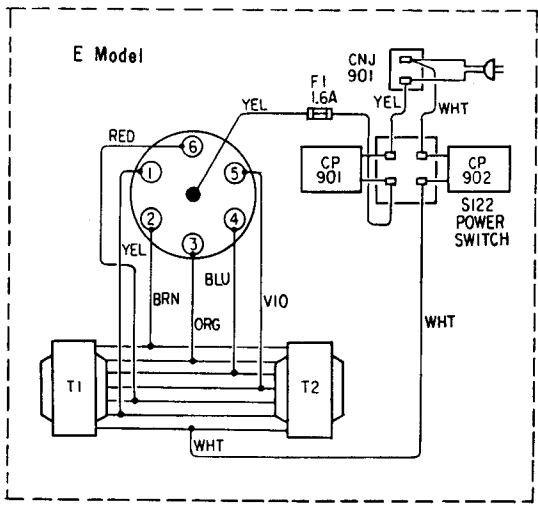 E Model
CNJ
901
F1
1.6A
YEL
YEL
WHT
RED
6
1
5
CP
901
CP
902
2
4
3
S122
POWER
SWITCH
YEL
BLU
BRN
ORG
VIO
WHT
T1
T2
WHT